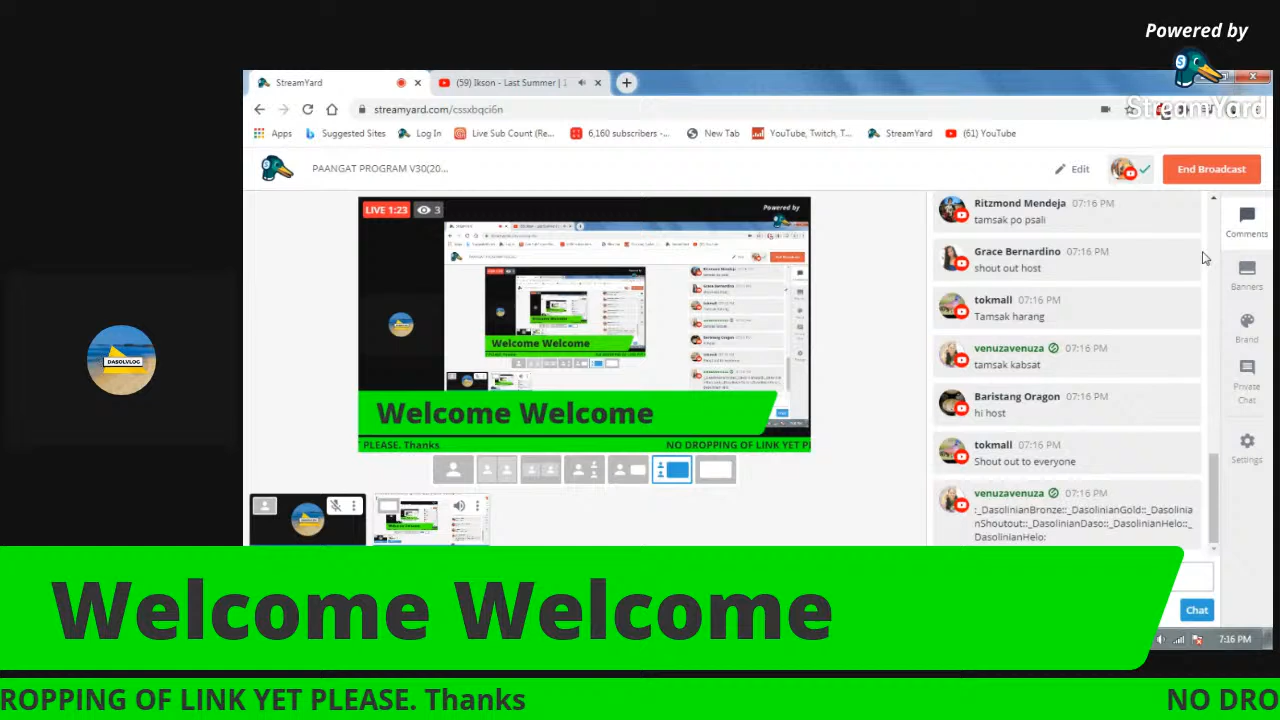 Powered by
StreamYard
StreamYard
(59) Ikson - Last Summer | 1
streamyard.com/cssxbqci6n
Apps
Suggested Sites
Log In
Live Sub Count (Re...
6,160 subscribers -...
New Tab
YouTube, Twitch, T...
StreamYard
(61) YouTube
PAANGAT PROGRAM V30(20...
Edit
End Broadcast
LIVE 1:23
3
Powered by
Welcome Welcome
Welcome Welcome
T PLEASE. Thanks
NO DROPPING OF LINK YET PL
DASOLVLOG
Ritzmond Mendeja 07:16 PM
tamsak po psali
Grace Bernardino 07:16 PM
shout out host
tokmall 07:16 PM
Tamsak harang
venuzavenuza 07:16 PM
tamsak kabsat
Baristang Oragon 07:16 PM
hi host
tokmall 07:16 PM
Shout out to everyone
venuzavenuza 07:16 PM
:_DasolinianBronze::_DasolinianGold::_Dasolinia
nShoutout::_DasolinianDaso::_DasolinianHelo::_
DasolinianHelo:
Comments
Banners
Brand
Private
Chat
Settings
Chat
7:16 PM
Welcome Welcome
ROPPING OF LINK YET PLEASE. Thanks
NO DRO